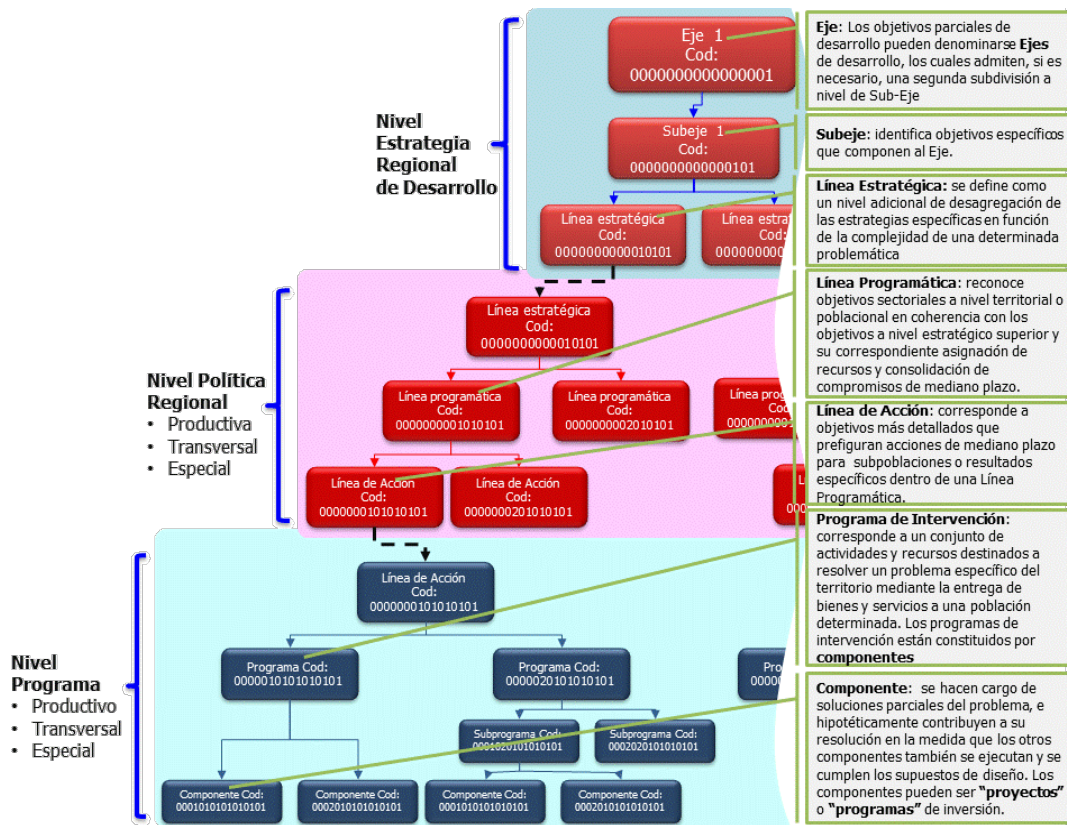 Eje 1
Cod:
0000000000000001
Subeje 1
Cod:
0000000000000101
Línea estratégica
Cod:
0000000000010101
Línea estra
Cod:
000000000
Nivel
Estrategia
Regional
de Desarrollo
Línea estratégica
Cod:
0000000000010101
Línea programática
Cod:
0000000001010101
Línea programática
Cod:
0000000002010101
Línea prog
Línea de Acción
Cod:
0000000101010101
Línea de Acción
Cod:
0000000201010101
Nivel Política
Regional
• Productiva
• Transversal
• Especial
Línea de Acción
Cod:
0000000101010101
Programa Cod:
0000010101010101
Programa Cod:
0000020101010101
Subprograma Cod:
0001020101010101
Subprograma Cod:
0002020101010101
Componente Cod:
0001010101010101
Componente Cod:
0002010101010101
Componente Cod:
0001010101010101
Componente Cod:
0002010101010101
Nivel
Programa
• Productivo
• Transversal
• Especial
Eje: Los objetivos parciales de
desarrollo pueden denominarse Ejes
de desarrollo, los cuales admiten, si es
necesario, una segunda subdivisión a
nivel de Sub-Eje
Subeje: identifica objetivos específicos
que componen al Eje.
Línea Estratégica: se define como
un nivel adicional de desagregación de
las estrategias específicas en función
de la complejidad de una determinada
problemática
Línea Programática: reconoce
objetivos sectoriales a nivel territorial o
poblacional en coherencia con los
objetivos a nivel estratégico superior y
su correspondiente asignación de
recursos y consolidación de
compromisos de mediano plazo.
Línea de Acción: corresponde a
objetivos más detallados que
prefiguran acciones de mediano plazo
para subpoblaciones o resultados
específicos dentro de una Línea
Programática.
Programa de Intervención:
corresponde a un conjunto de
actividades y recursos destinados a
resolver un problema específico del
territorio mediante la entrega de
bienes y servicios a una población
determinada. Los programas de
intervención están constituidos por
componentes
Componente: se hacen cargo de
soluciones parciales del problema, e
hipotéticamente contribuyen a su
resolución en la medida que los otros
componentes también se ejecutan y se
cumplen los supuestos de diseño. Los
componentes pueden ser “proyectos”
o “programas” de inversión.